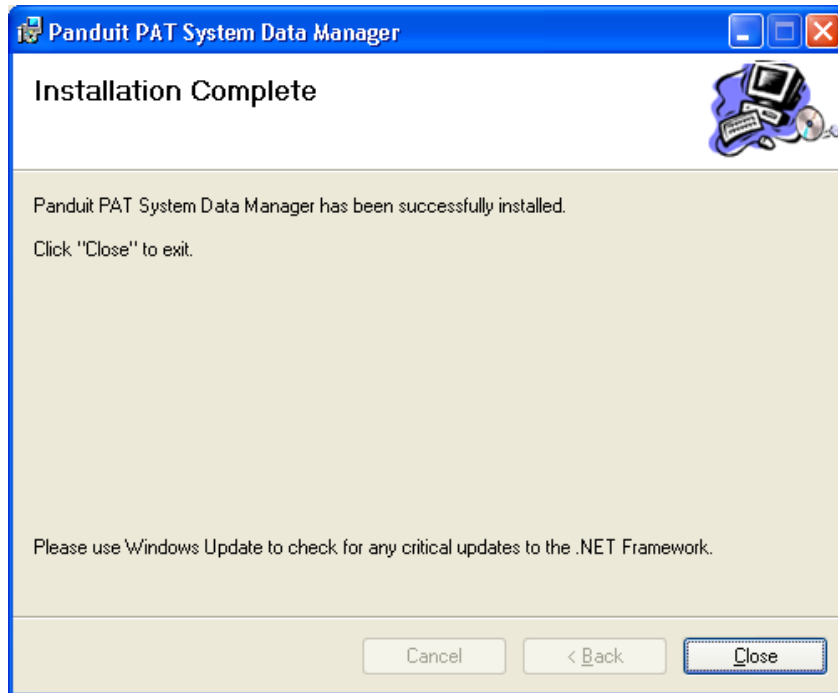 Panduit PAT System Data Manager
Installation Complete
Panduit PAT System Data Manager has been successfully installed.
Click "Close" to exit.
Please use Windows Update to check for any critical updates to the .NET Framework.
Cancel
< Back
Close